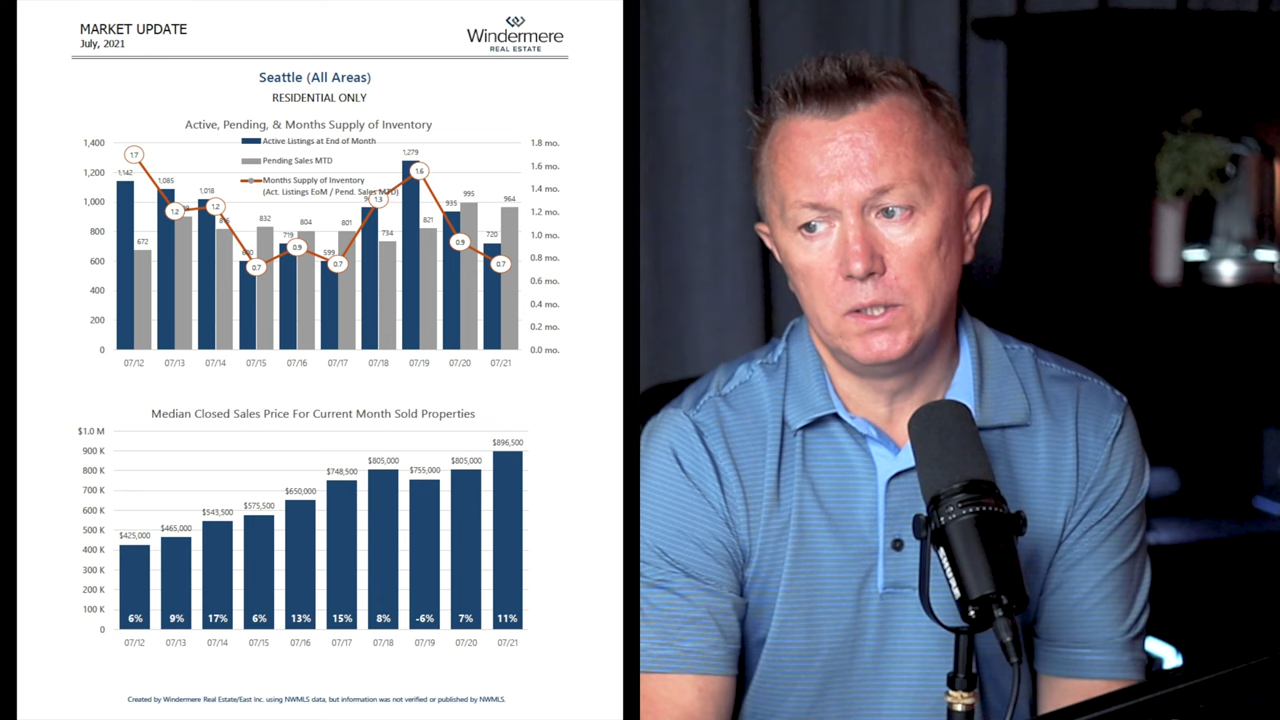 MARKET UPDATE
July, 2021
Windermere
REAL ESTATE
Seattle (All Areas)
RESIDENTIAL ONLY
Active, Pending, & Months Supply of Inventory
Active Listings at End of Month
Pending Sales MTD
Months Supply of Inventory
(Act. Listings EoM / Pend. Sales MTD)
1,400
1,200
1,000
800
600
400
200
0
1.8 mo.
1.6 mo.
1.4 mo.
1.2 mo.
1.0 mo.
0.8 mo.
0.6 mo.
0.4 mo.
0.2 mo.
0.0 mo.
1,142 1,085 1,018 719 599 1,279 935 720
672 832 804 801 734 821 995 964
1.7 1.2 1.2 0.7 0.9 0.7 1.3 1.6 0.9 0.7
07/12 07/13 07/14 07/15 07/16 07/17 07/18 07/19 07/20 07/21
Median Closed Sales Price For Current Month Sold Properties
$1.0 M
900 K
800 K
700 K
600 K
500 K
400 K
300 K
200 K
100 K
0
$425,000 $465,000 $543,500 $575,500 $650,000 $748,500 $805,000 $755,000 $805,000 $896,500
6% 9% 17% 6% 13% 15% 8% -6% 7% 11%
07/12 07/13 07/14 07/15 07/16 07/17 07/18 07/19 07/20 07/21
Created by Windermere Real Estate/East Inc. using NWMLS data, but information was not verified or published by NWMLS.
SHURE